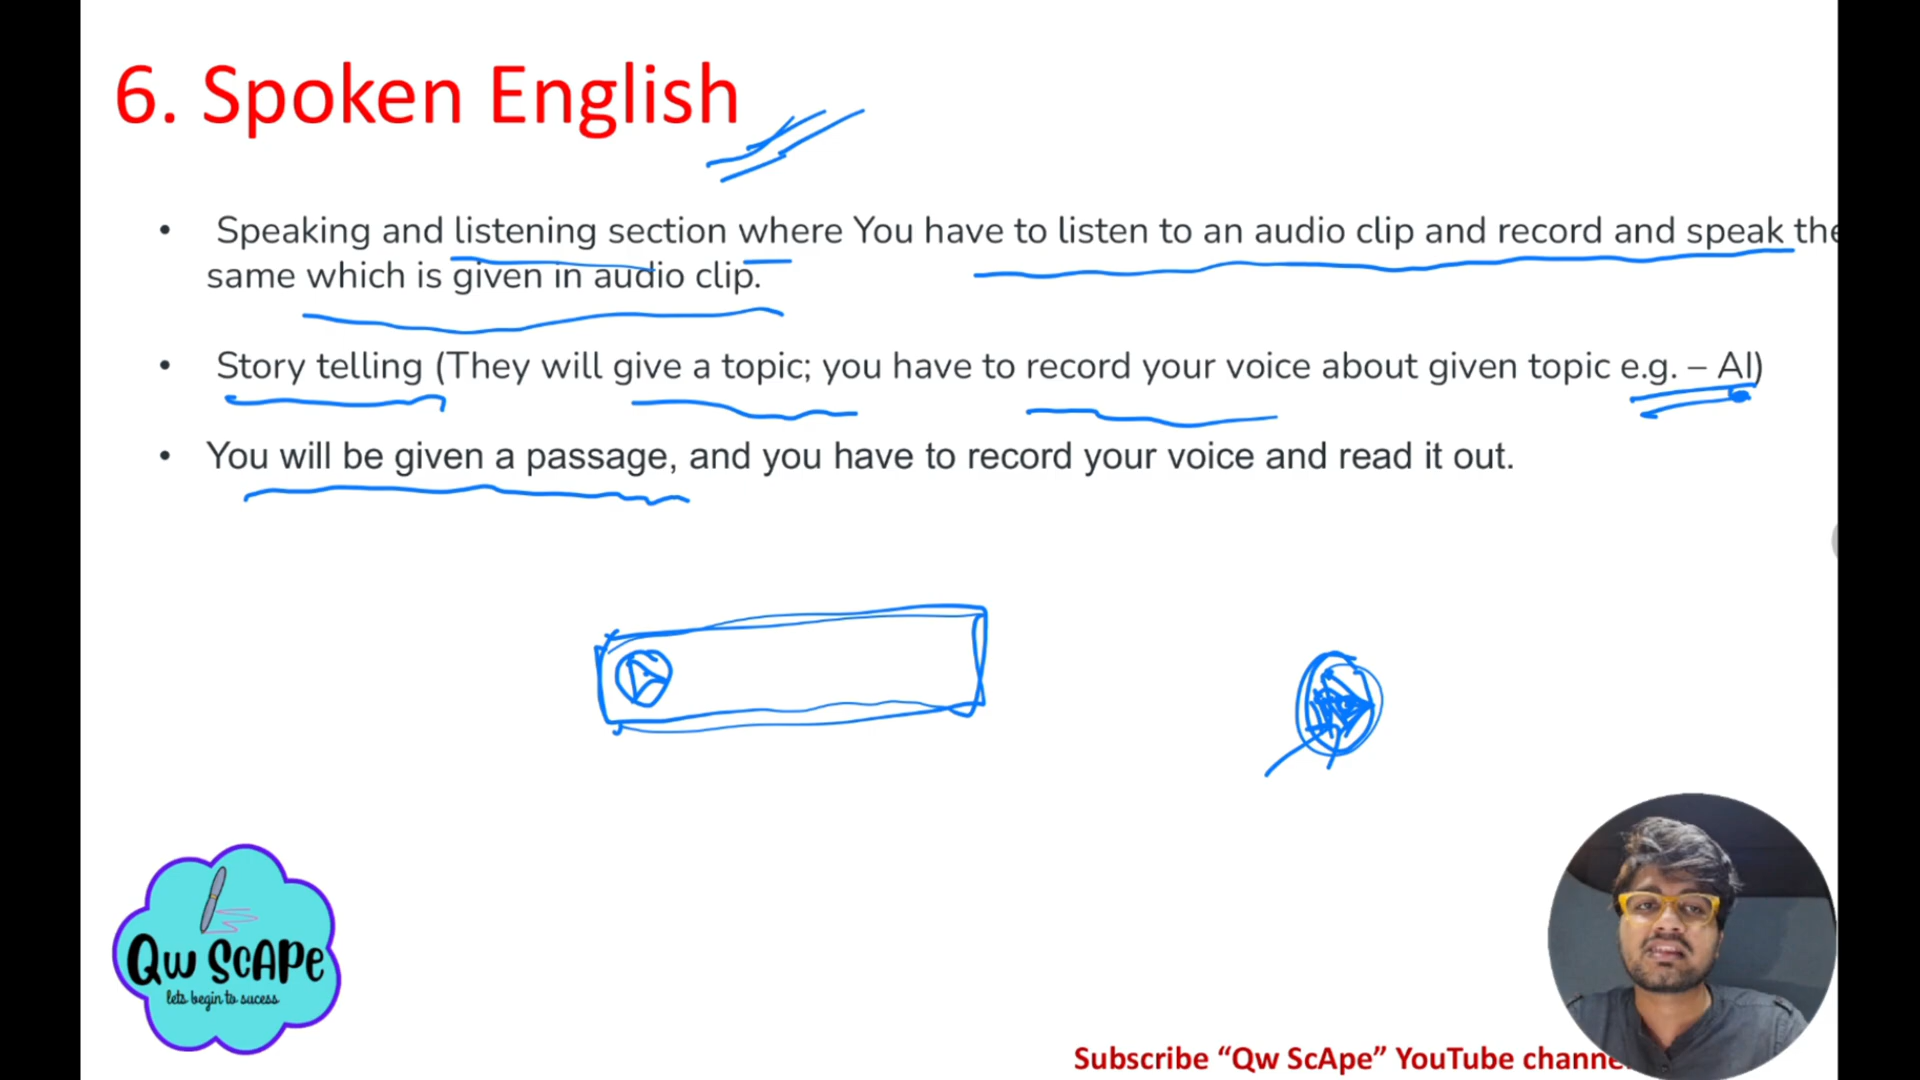 6. Spoken English
• Speaking and listening section where You have to listen to an audio clip and record and speak the
same which is given in audio clip.
• Story telling (They will give a topic; you have to record your voice about given topic e.g. – AI)
• You will be given a passage, and you have to record your voice and read it out.
Qw ScAPe
lets begin to sucess
Subscribe “Qw ScApe” YouTube channe